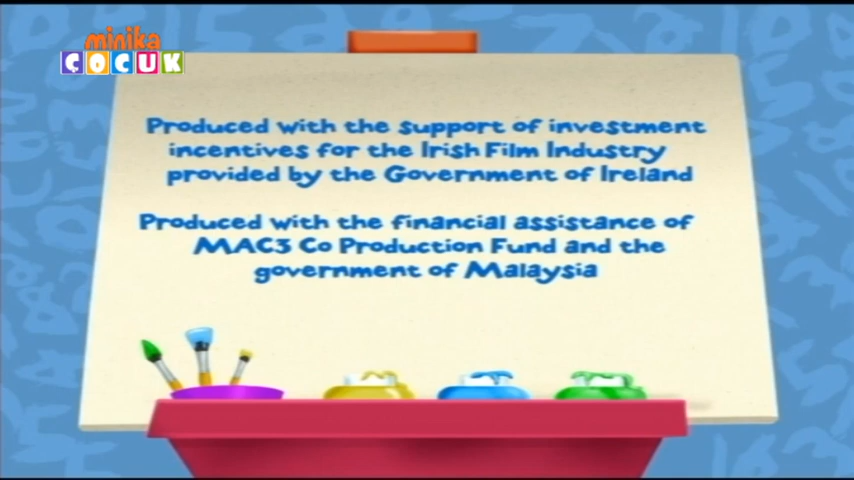 minika
ÇOCUK
Produced with the support of investment
incentives for the Irish Film Industry
provided by the Government of Ireland
Produced with the financial assistance of
MAC3 Co Production Fund and the
government of Malaysia